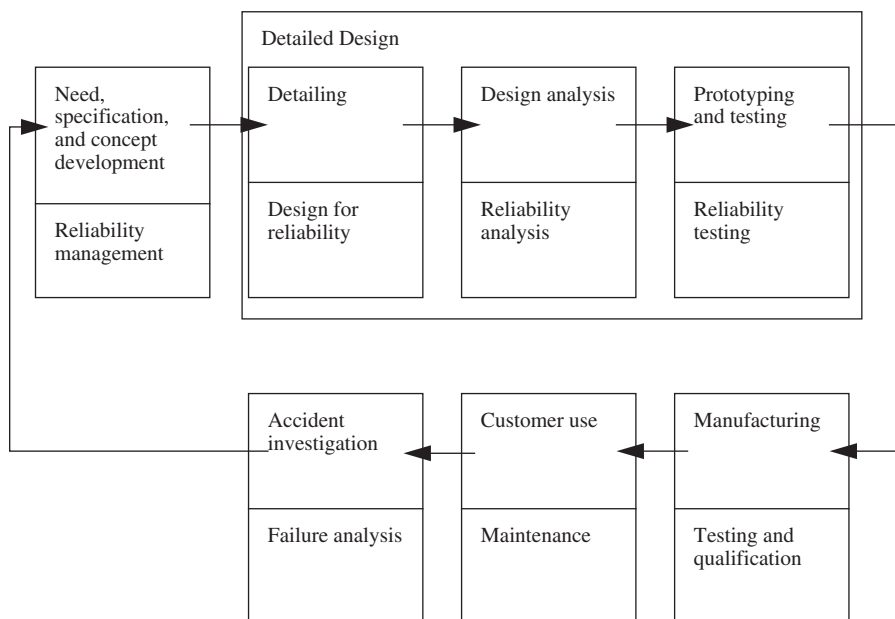 Detailed Design
Need,
specification,
and concept
development
Reliability
management
Detailing
Design for
reliability
Design analysis
Reliability
analysis
Prototyping
and testing
Reliability
testing
Accident
investigation
Failure analysis
Customer use
Maintenance
Manufacturing
Testing and
qualification